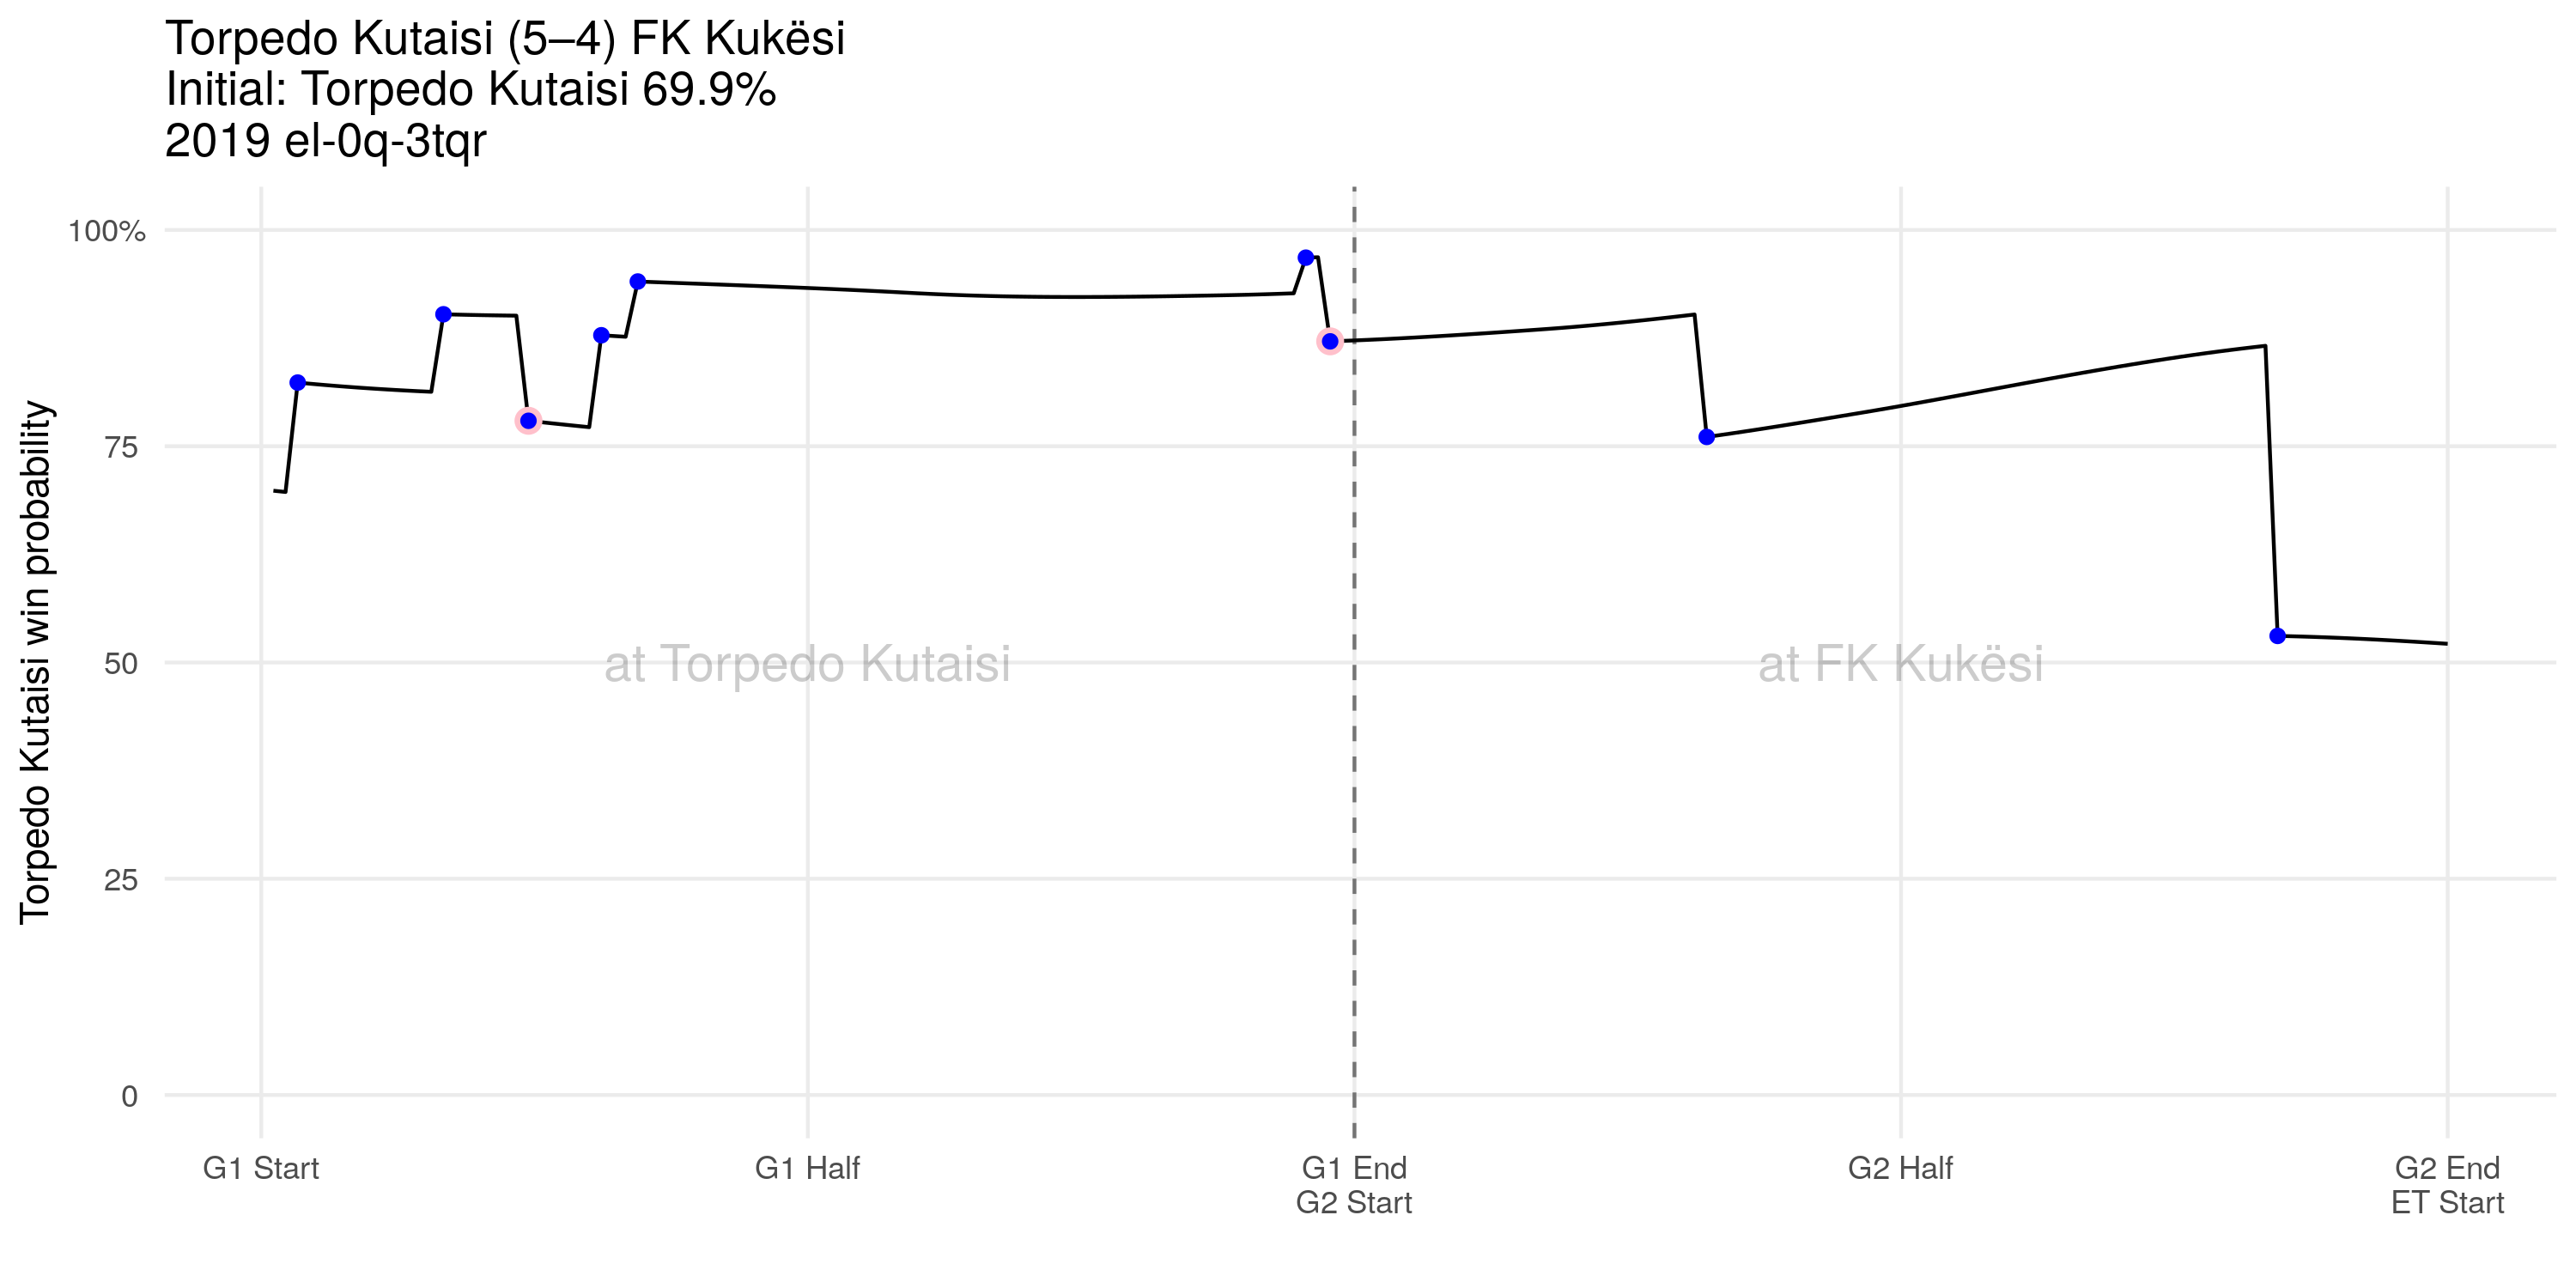 Torpedo Kutaisi (5–4) FK Kukësi
Initial: Torpedo Kutaisi 69.9%
2019 el-0q-3tqr
Torpedo Kutaisi win probability
100%
75
50
25
0
at Torpedo Kutaisi
at FK Kukësi
G1 Start
G1 Half
G1 End
G2 Start
G2 Half
G2 End
ET Start